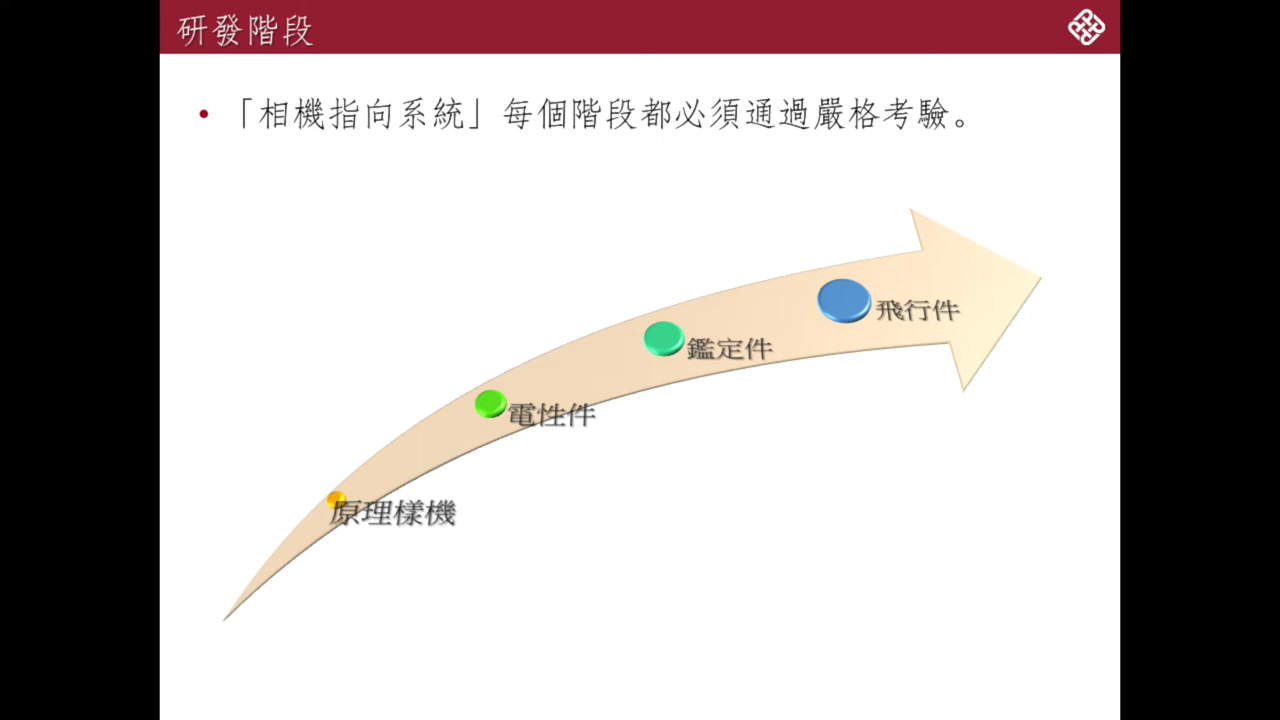 研發階段
• 「相機指向系統」每個階段都必須通過嚴格考驗。
飛行件
鑑定件
電性件
原理樣機